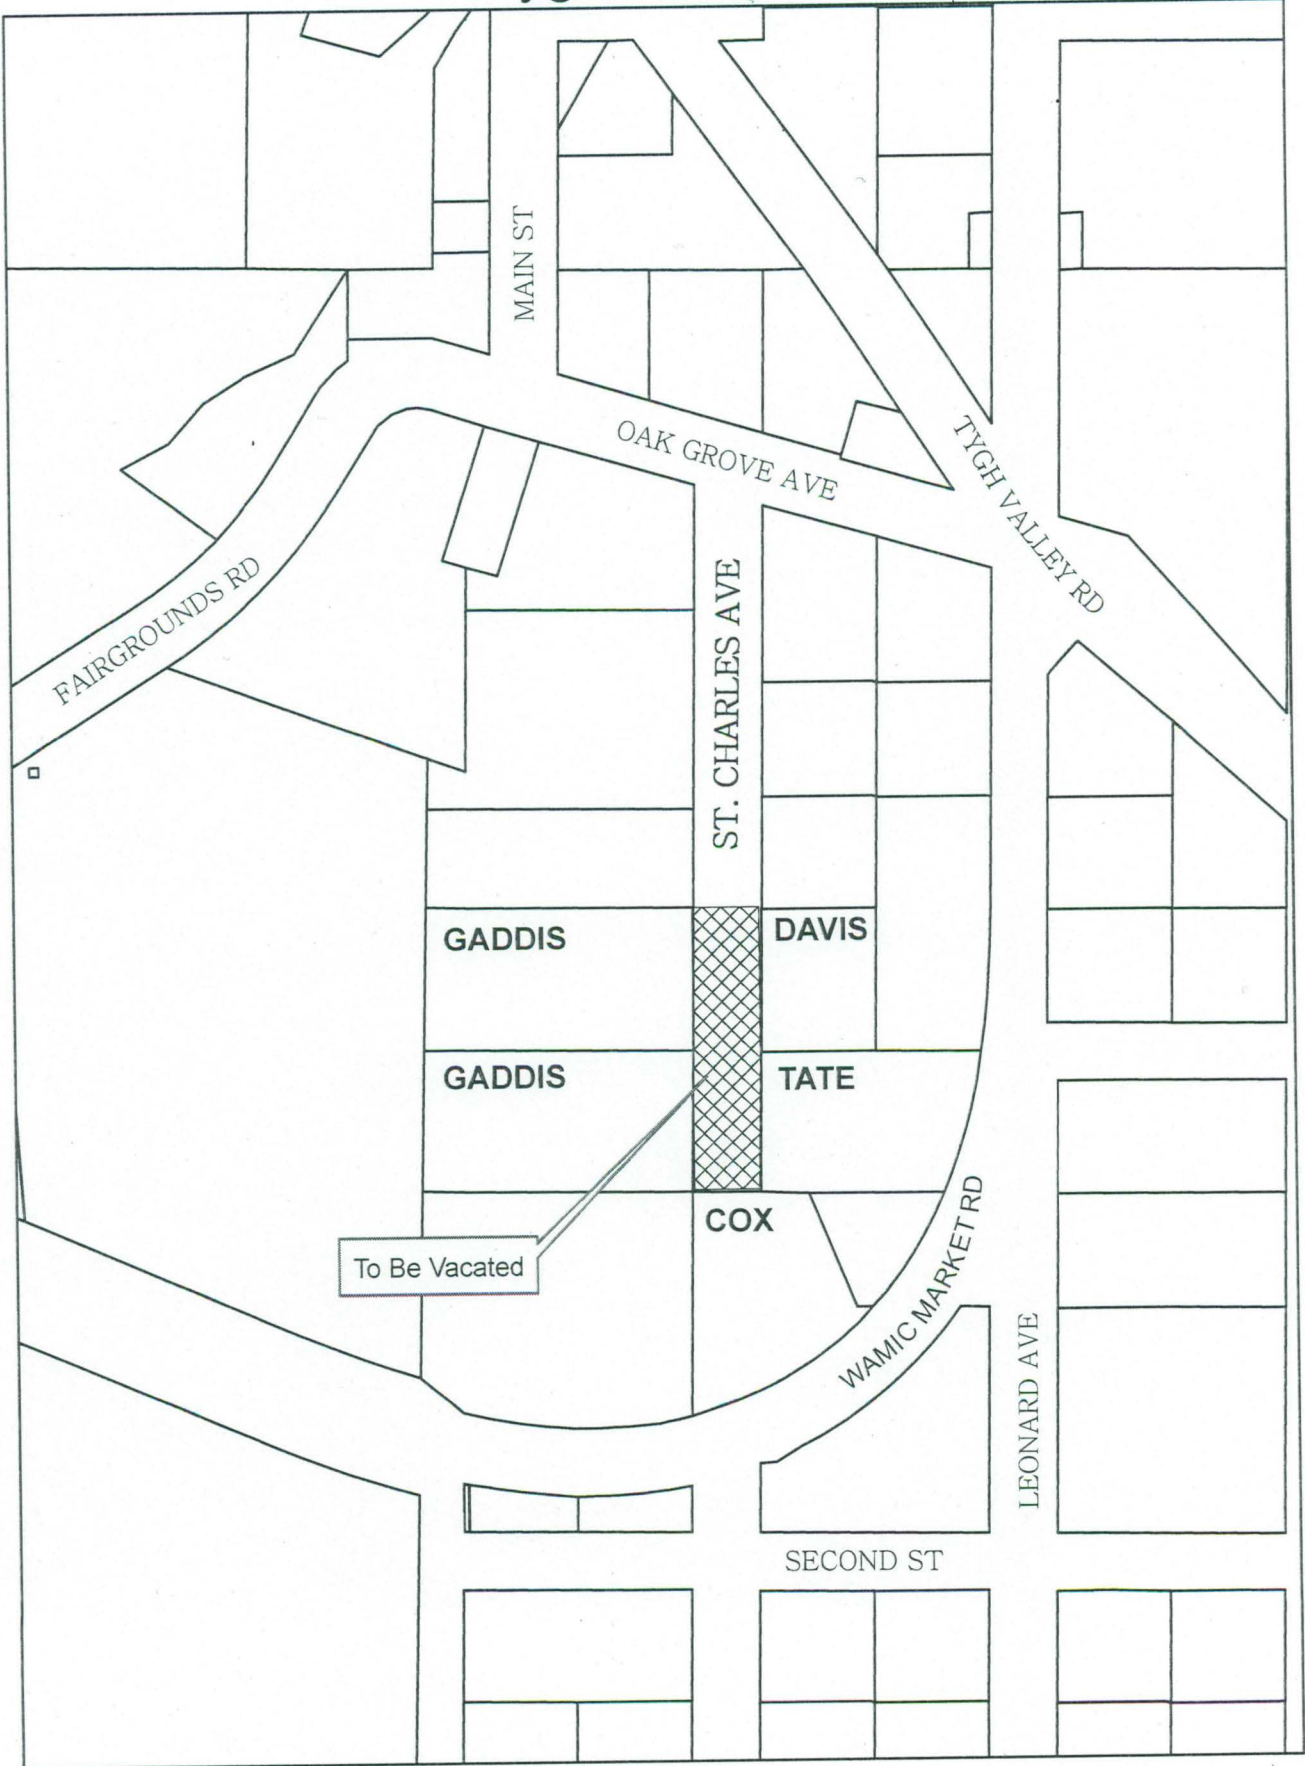 MAIN ST
OAK GROVE AVE
TYGH VALLEY RD
FAIRGROUNDS RD
ST. CHARLES AVE
GADDIS
DAVIS
GADDIS
TATE
COX
To Be Vacated
WAMIC MARKET RD
LEONARD AVE
SECOND ST